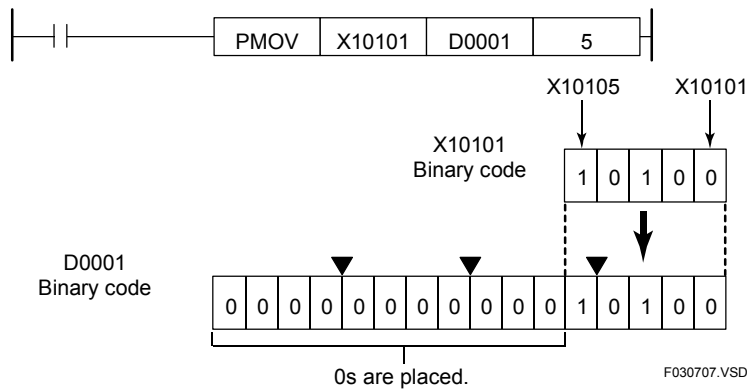 PMOV X10101 D0001 5
X10105 X10101
X10101
Binary code
1 0 1 0 0
D0001
Binary code
0 0 0 0 0 0 0 0 0 0 0 1 0 1 0 0
0s are placed.
F030707.VSD